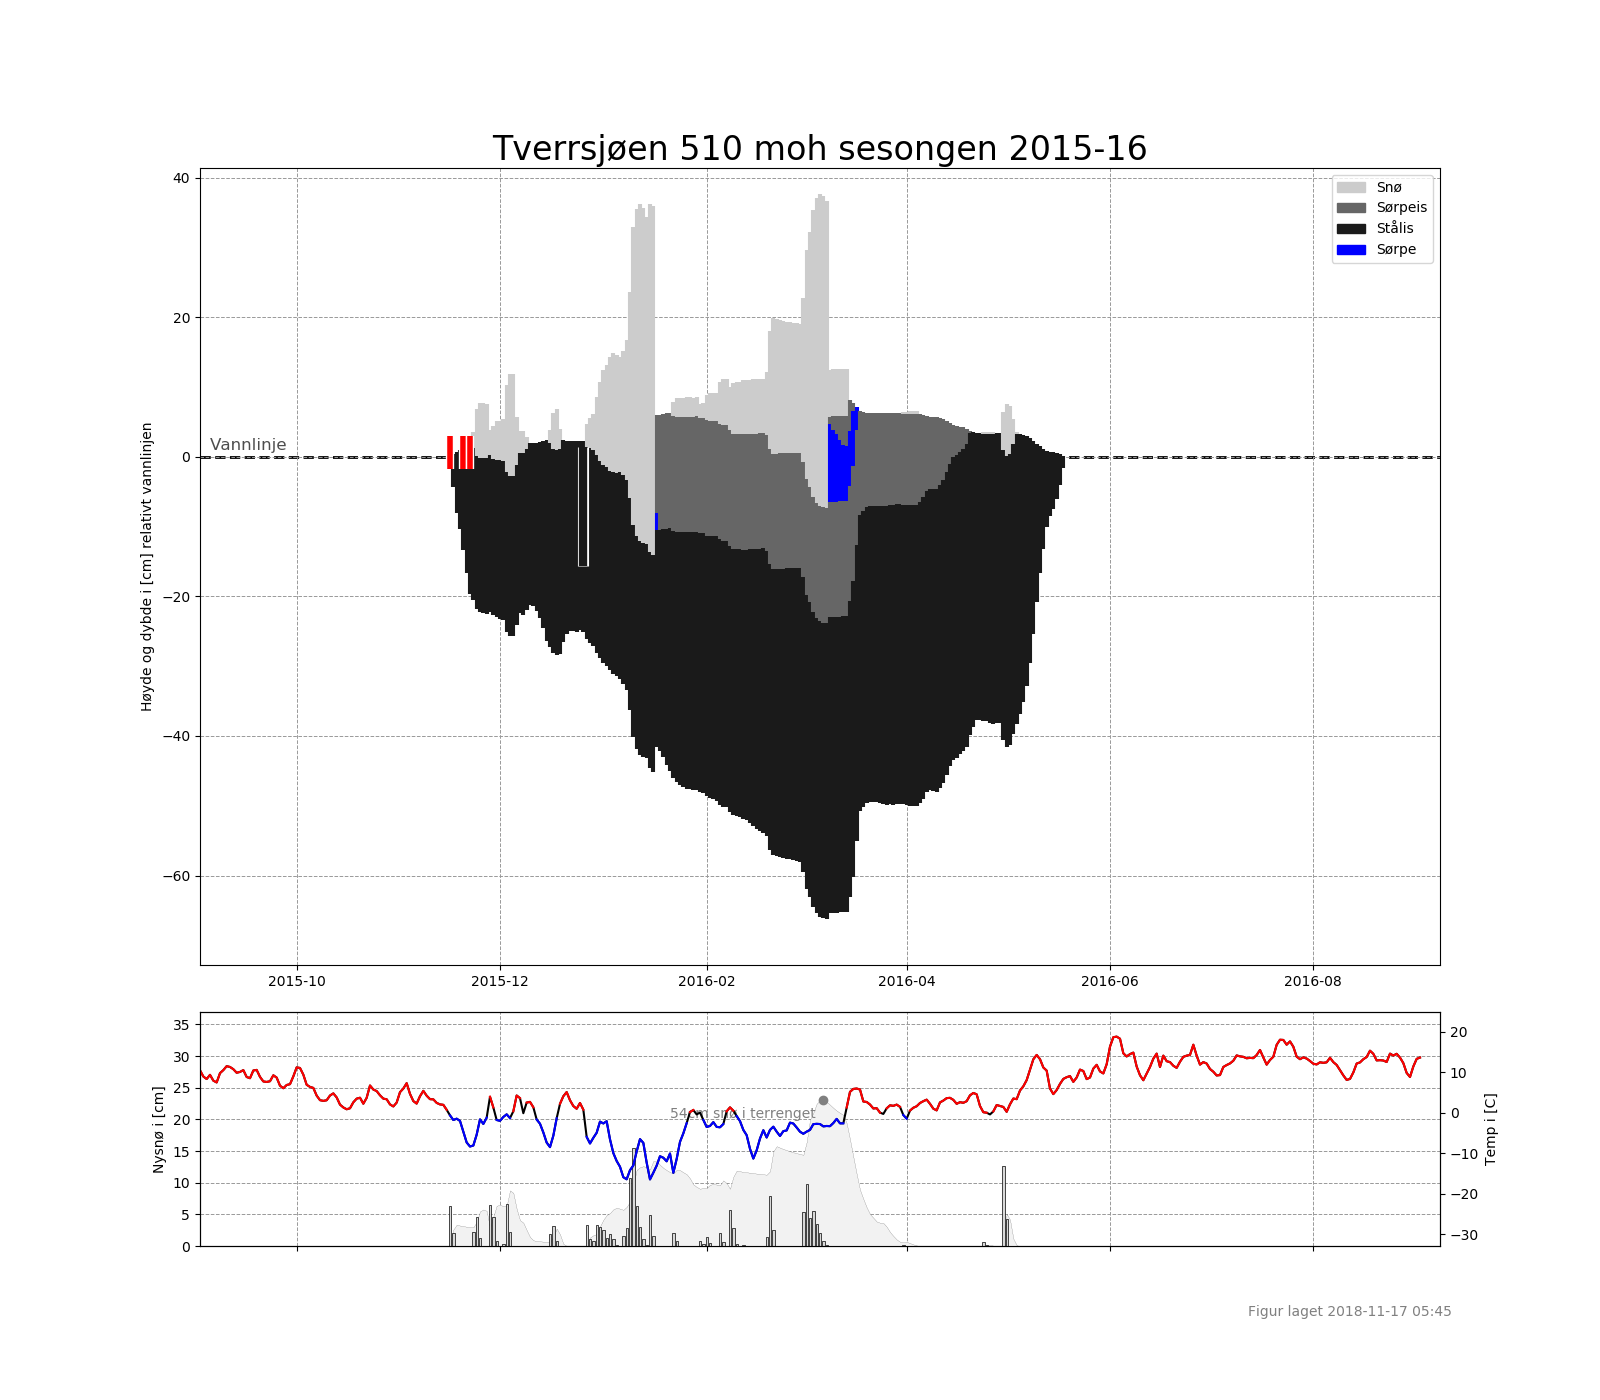 Tverrsjøen 510 moh sesongen 2015-16
40
20
0
−20
−40
−60
Høyde og dybde i [cm] relativt vannlinjen
Vannlinje
Snø
Sørpeis
Stålis
Sørpe
2015-10
2015-12
2016-02
2016-04
2016-06
2016-08
35
30
25
20
15
10
5
0
Nysnø i [cm]
54 cm snø i terrenget
20
10
0
−10
−20
−30
Temp i [C]
Figur laget 2018-11-17 05:45